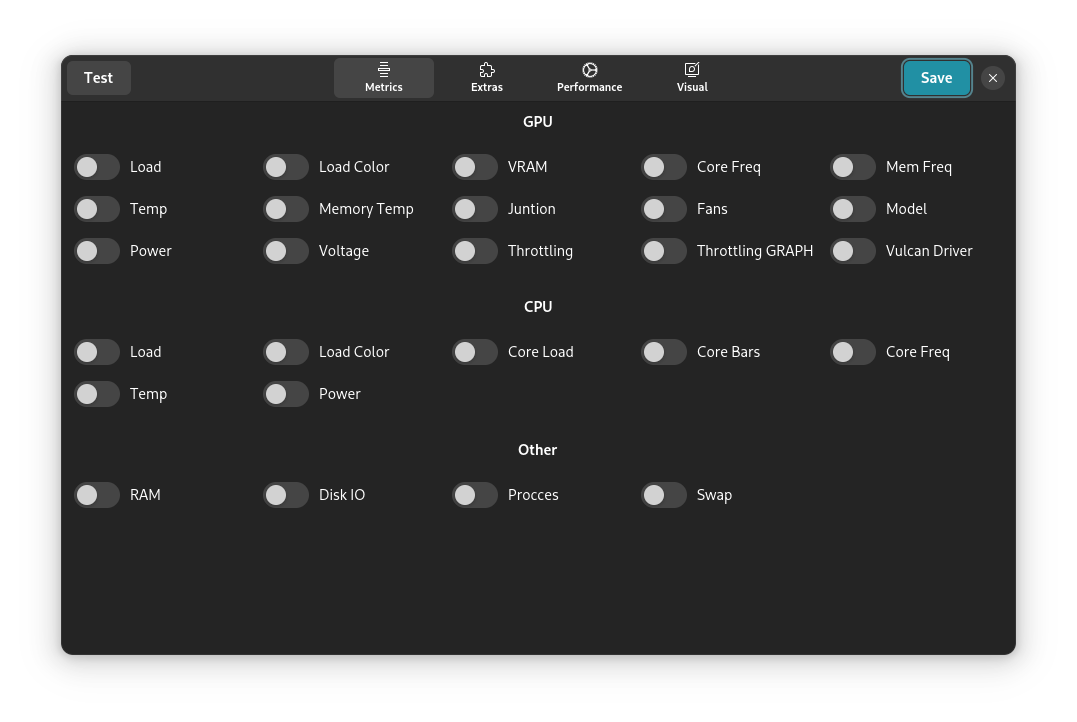 Test
Metrics
Extras
Performance
Visual
Save
GPU
Load Load Color VRAM Core Freq Mem Freq
Temp Memory Temp Juntion Fans Model
Power Voltage Throttling Throttling GRAPH Vulcan Driver
CPU
Load Load Color Core Load Core Bars Core Freq
Temp Power
Other
RAM Disk IO Procces Swap